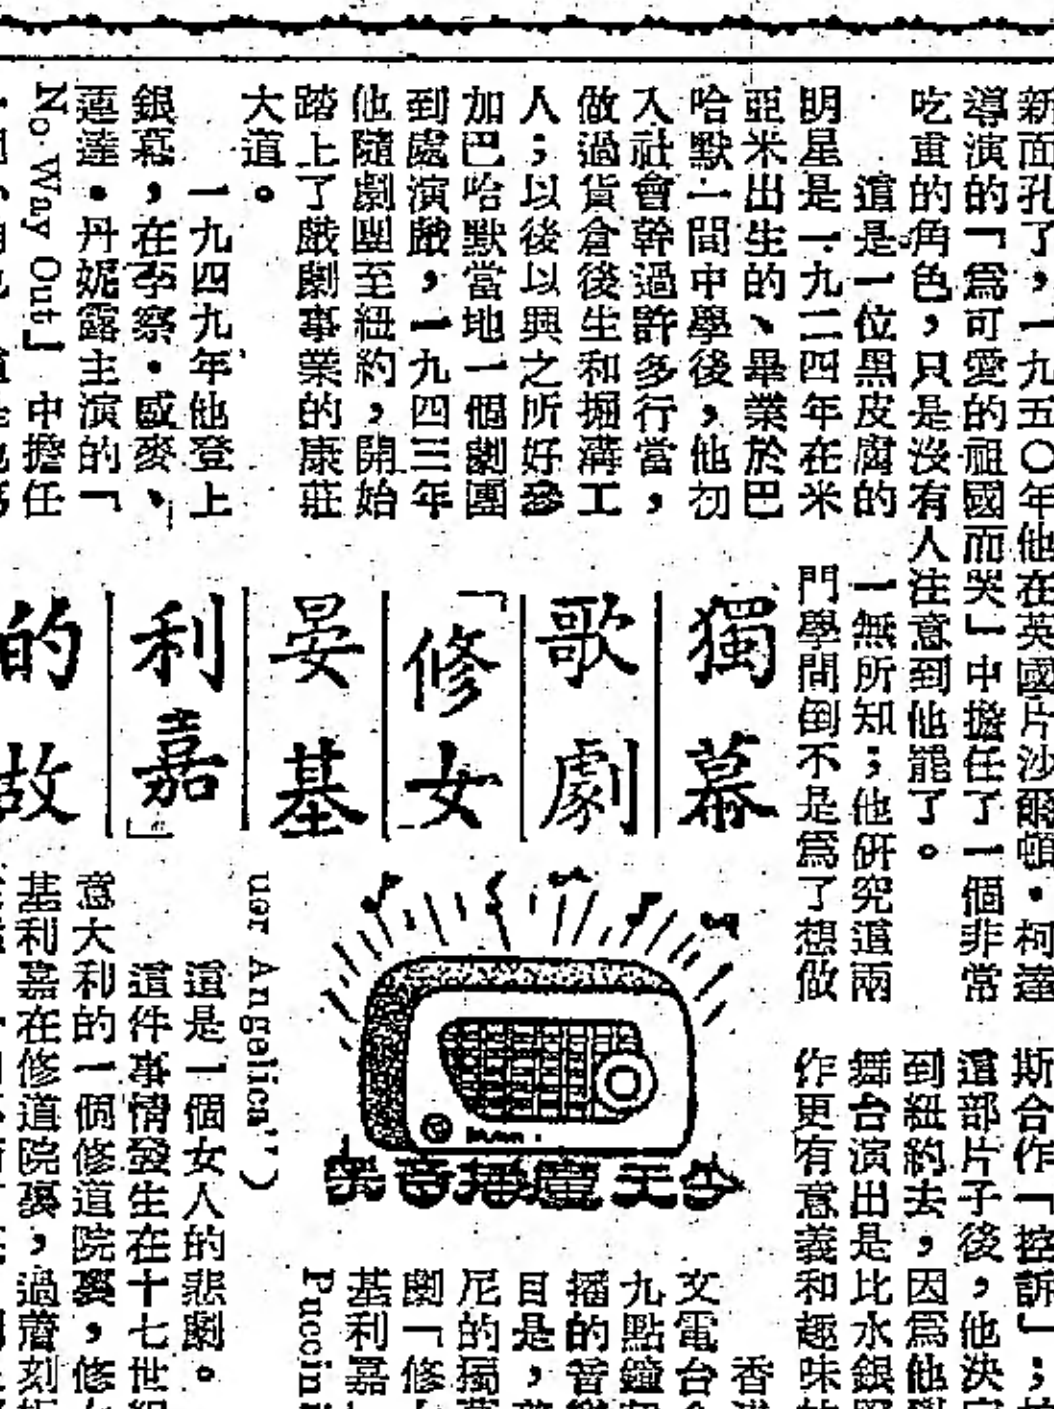 新面孔了，一九五〇年他在英國片沙爾頓・柯達
導演的「爲可愛的祖國而哭」中擔任了一個非常
吃重的角色，只是沒有人注意到他罷了。
這是一位黑皮膚的
明星是一九二四年在米
亞米出生的、畢業於巴
哈默一間中學後，他初
入社會幹過許多行當，
做過貨倉後生和掘溝工
人；以後以興之所好參
加巴哈默當地一個劇團
到處演戲，一九四三年
他隨劇團至紐約，開始
踏上了戲劇事業的康莊
大道。
一九四九年他登上
銀幕，在李察・威麥、
連達・丹妮露主演的「
No Way Out」中擔任
一無所知；他研究這兩
門學問倒不是爲了想做
斯合作「控訴」；
這部片子後，他決
到紐約去，因爲他
舞台演出是比水銀
作更有意義和趣味
獨幕
歌劇
「修女
晏基
利嘉」
的故
今天廣播音樂
香
文電台
九點鐘
播的音
目是，
尼的獨
劇「修
基利嘉
Puccin
uor Angelica")
這是一個女人的悲劇。
這件事情發生在十七世
意大利的一個修道院裏，修
基利嘉在修道院裏，過着刻